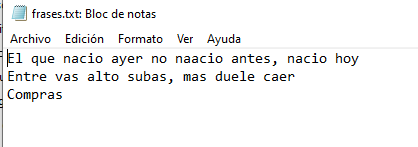 frases.txt: Bloc de notas
Archivo Edición Formato Ver Ayuda
El que nacio ayer no naacio antes, nacio hoy
Entre vas alto subas, mas duele caer
Compras